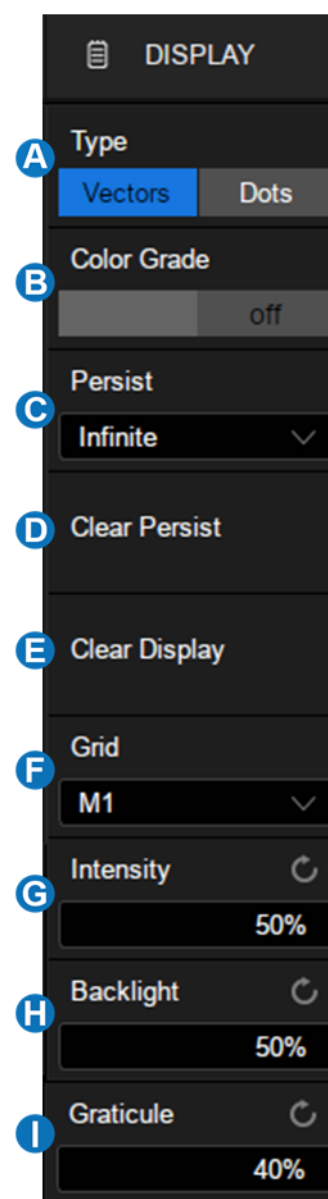 DISPLAY
A
Type
Vectors Dots
B
Color Grade
off
C
Persist
Infinite
D
Clear Persist
E
Clear Display
F
Grid
M1
G
Intensity
50%
H
Backlight
50%
I
Graticule
40%